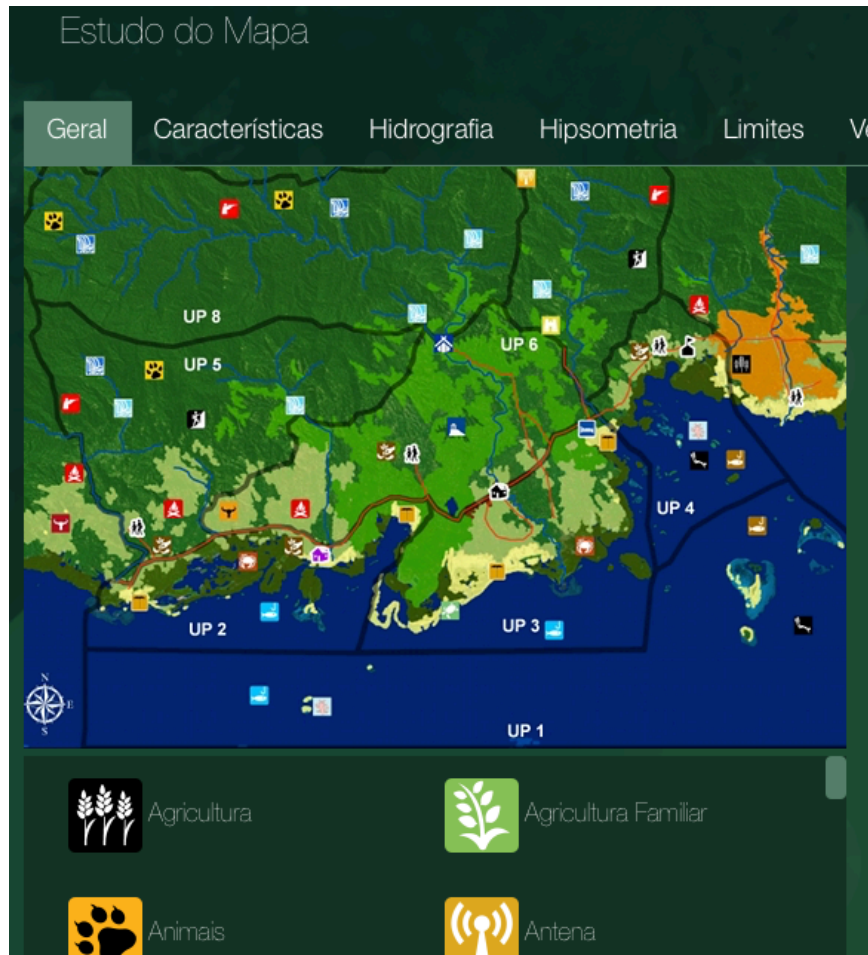 Estudo do Mapa
Geral Características Hidrografia Hipsometria Limites
UP 8
UP 6
UP 5
UP 4
UP 2
UP 3
N
E
S
UP 1
Agricultura Agricultura Familiar
Animais Antena